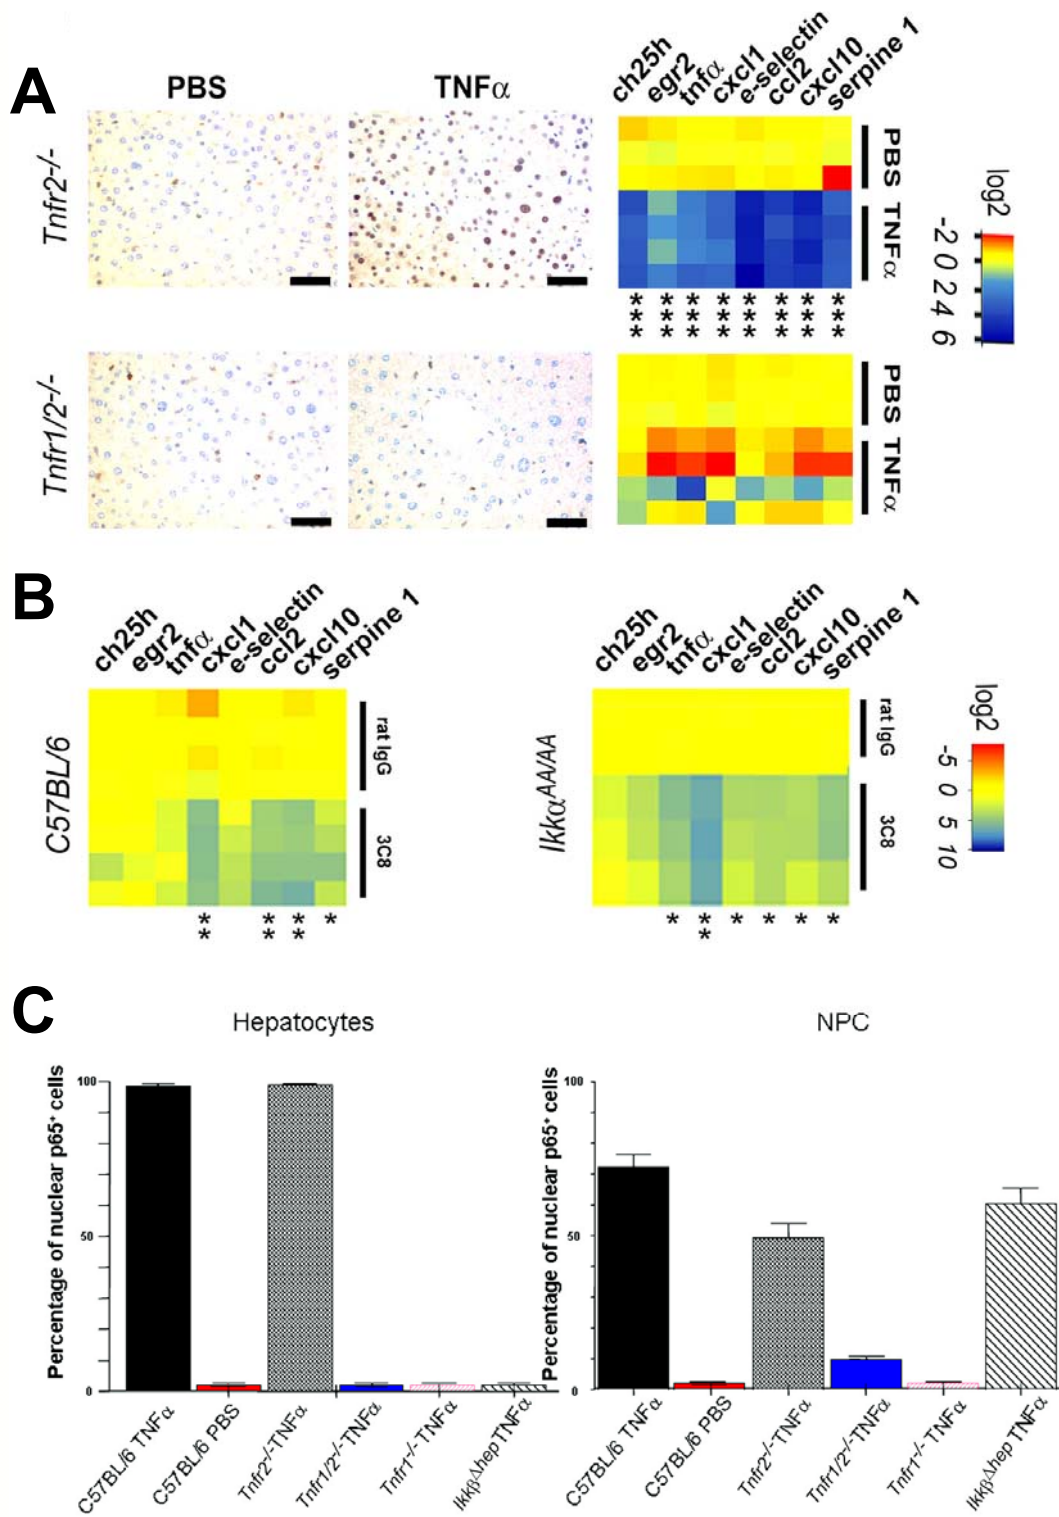 A
PBS
TNFα
ch25h
egr2
tnfα
cxcl1
e-selectin
ccl2
cxcl10
serpine 1
Tnfr2-/-
PBS
TNFα
log2
-2 0 2 4 6
*** *** *** *** *** *** *** ***
Tnfr1/2-/-
PBS
TNFα
B
ch25h
egr2
tnfα
cxcl1
e-selectin
ccl2
cxcl10
serpine 1
C57BL/6
rat IgG
3C8
** ** ** *
ch25h
egr2
tnfα
cxcl1
e-selectin
ccl2
cxcl10
serpine 1
IkkαAA/AA
rat IgG
3C8
log2
-5 0 5 10
* ** * * * *
C
Hepatocytes
Percentage of nuclear p65+ cells
100
50
0
C57BL/6 TNFα
C57BL/6 PBS
Tnfr2-/-TNFα
Tnfr1/2-/-TNFα
Tnfr1-/-TNFα
IkkβΔhepTNFα
NPC
Percentage of nuclear p65+ cells
100
50
0
C57BL/6 TNFα
C57BL/6 PBS
Tnfr2-/-TNFα
Tnfr1/2-/-TNFα
Tnfr1-/-TNFα
IkkβΔhepTNFα